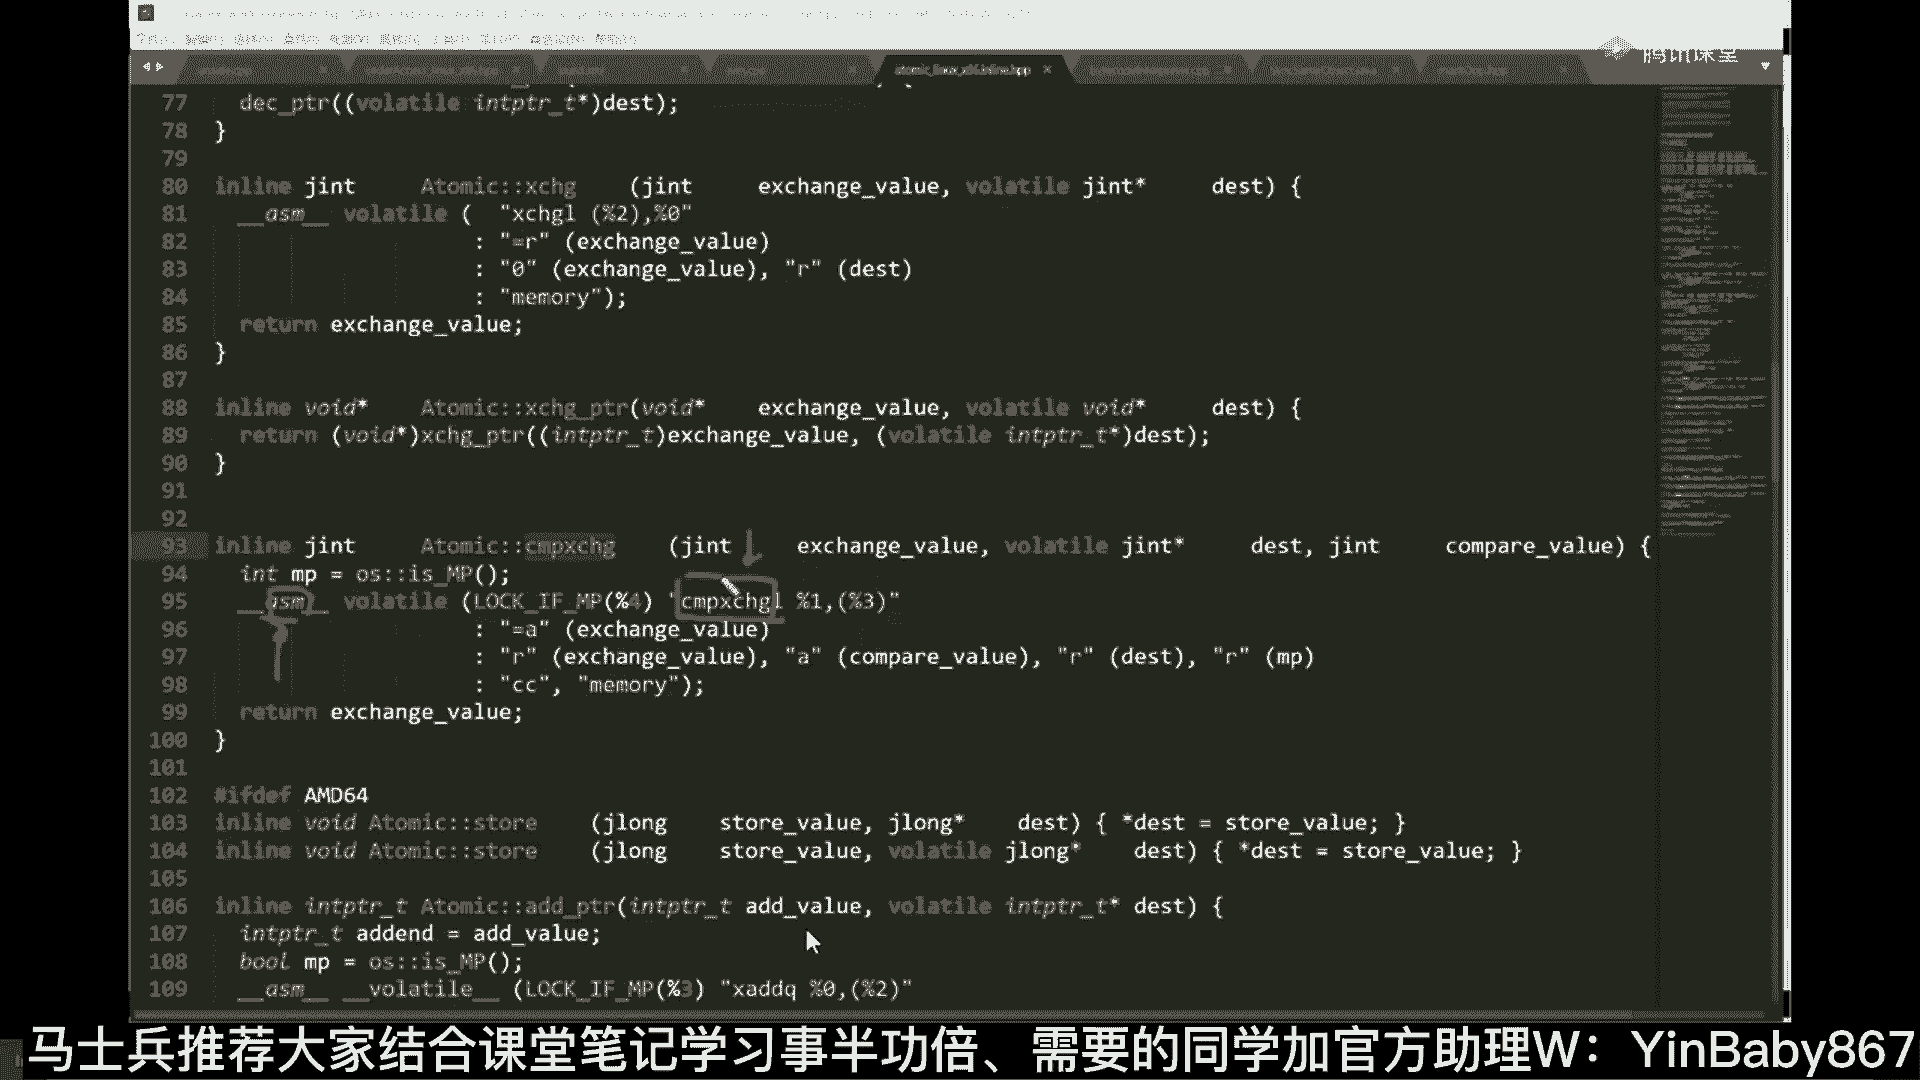 腾讯课堂
atomic_linux_x86.inline.hpp
77 dec_ptr((volatile intptr_t*)dest);
78 }
79
80 inline jint Atomic::xchg (jint exchange_value, volatile jint* dest) {
81 __asm__ volatile ( "xchgl (%2),%0"
82 : "=r" (exchange_value)
83 : "0" (exchange_value), "r" (dest)
84 : "memory");
85 return exchange_value;
86 }
87
88 inline void* Atomic::xchg_ptr(void* exchange_value, volatile void* dest) {
89 return (void*)xchg_ptr((intptr_t)exchange_value, (volatile intptr_t*)dest);
90 }
91
92
93 inline jint Atomic::cmpxchg (jint exchange_value, volatile jint* dest, jint compare_value) {
94 int mp = os::is_MP();
95 __asm__ volatile (LOCK_IF_MP(%4) "cmpxchgl %1,(%3)"
96 : "=a" (exchange_value)
97 : "r" (exchange_value), "a" (compare_value), "r" (dest), "r" (mp)
98 : "cc", "memory");
99 return exchange_value;
100 }
101
102 #ifdef AMD64
103 inline void Atomic::store (jlong store_value, jlong* dest) { *dest = store_value; }
104 inline void Atomic::store (jlong store_value, volatile jlong* dest) { *dest = store_value; }
105
106 inline intptr_t Atomic::add_ptr(intptr_t add_value, volatile intptr_t* dest) {
107 intptr_t addend = add_value;
108 bool mp = os::is_MP();
109 __asm__ __volatile__ (LOCK_IF_MP(%3) "xaddq %0,(%2)"
马士兵推荐大家结合课堂笔记学习事半功倍、需要的同学加官方助理W：YinBaby867